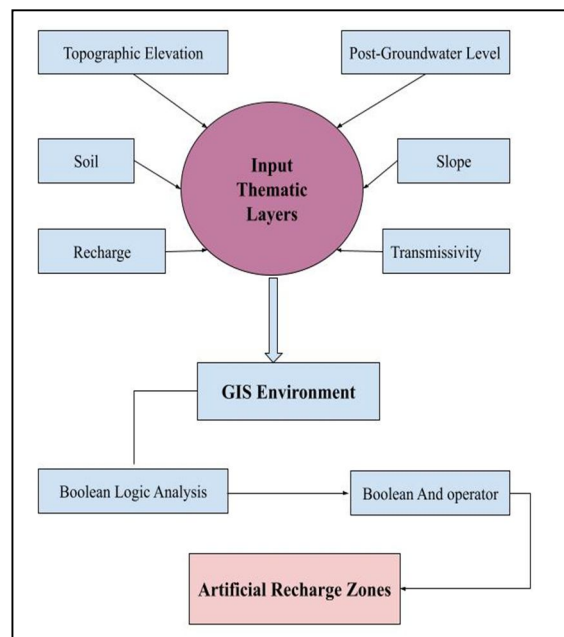 Topographic Elevation
Post-Groundwater Level
Input
Thematic
Layers
Soil
Slope
Recharge
Transmissivity
GIS Environment
Boolean Logic Analysis
Boolean And operator
Artificial Recharge Zones